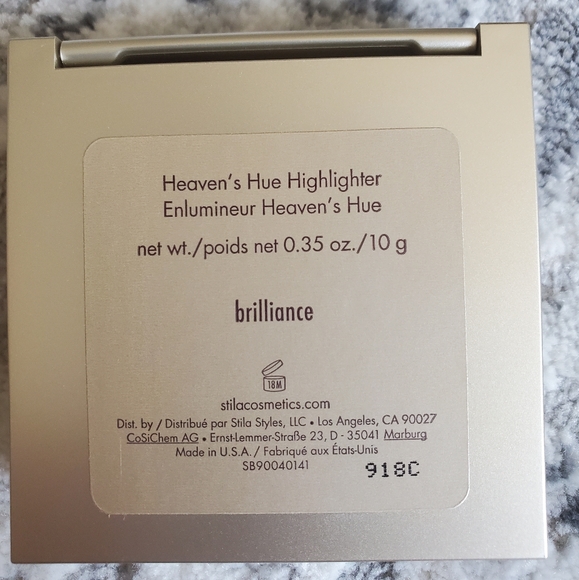 Heaven's Hue Highlighter
Enlumineur Heaven's Hue
net wt./poids net 0.35 oz./10 g
brilliance
18M
stilacosmetics.com
Dist. by / Distribué par Stila Styles, LLC • Los Angeles, CA 90027
CoSiChem AG • Ernst-Lemmer-Straße 23, D - 35041 Marburg
Made in U.S.A. / Fabriqué aux États-Unis
SB90040141
918C